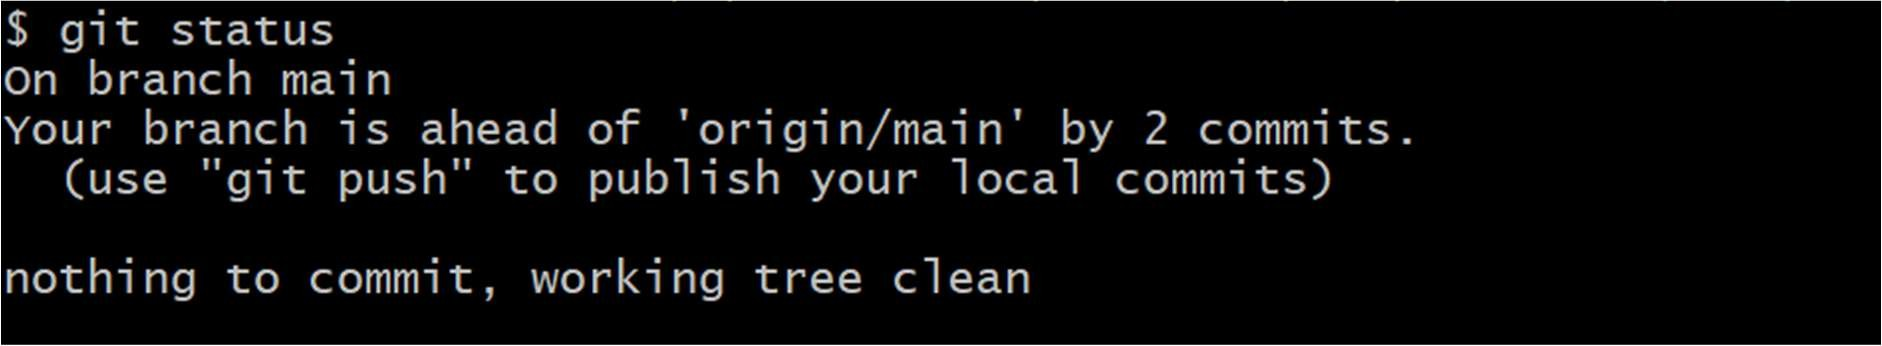 $ git status
On branch main
Your branch is ahead of 'origin/main' by 2 commits.
  (use "git push" to publish your local commits)

nothing to commit, working tree clean